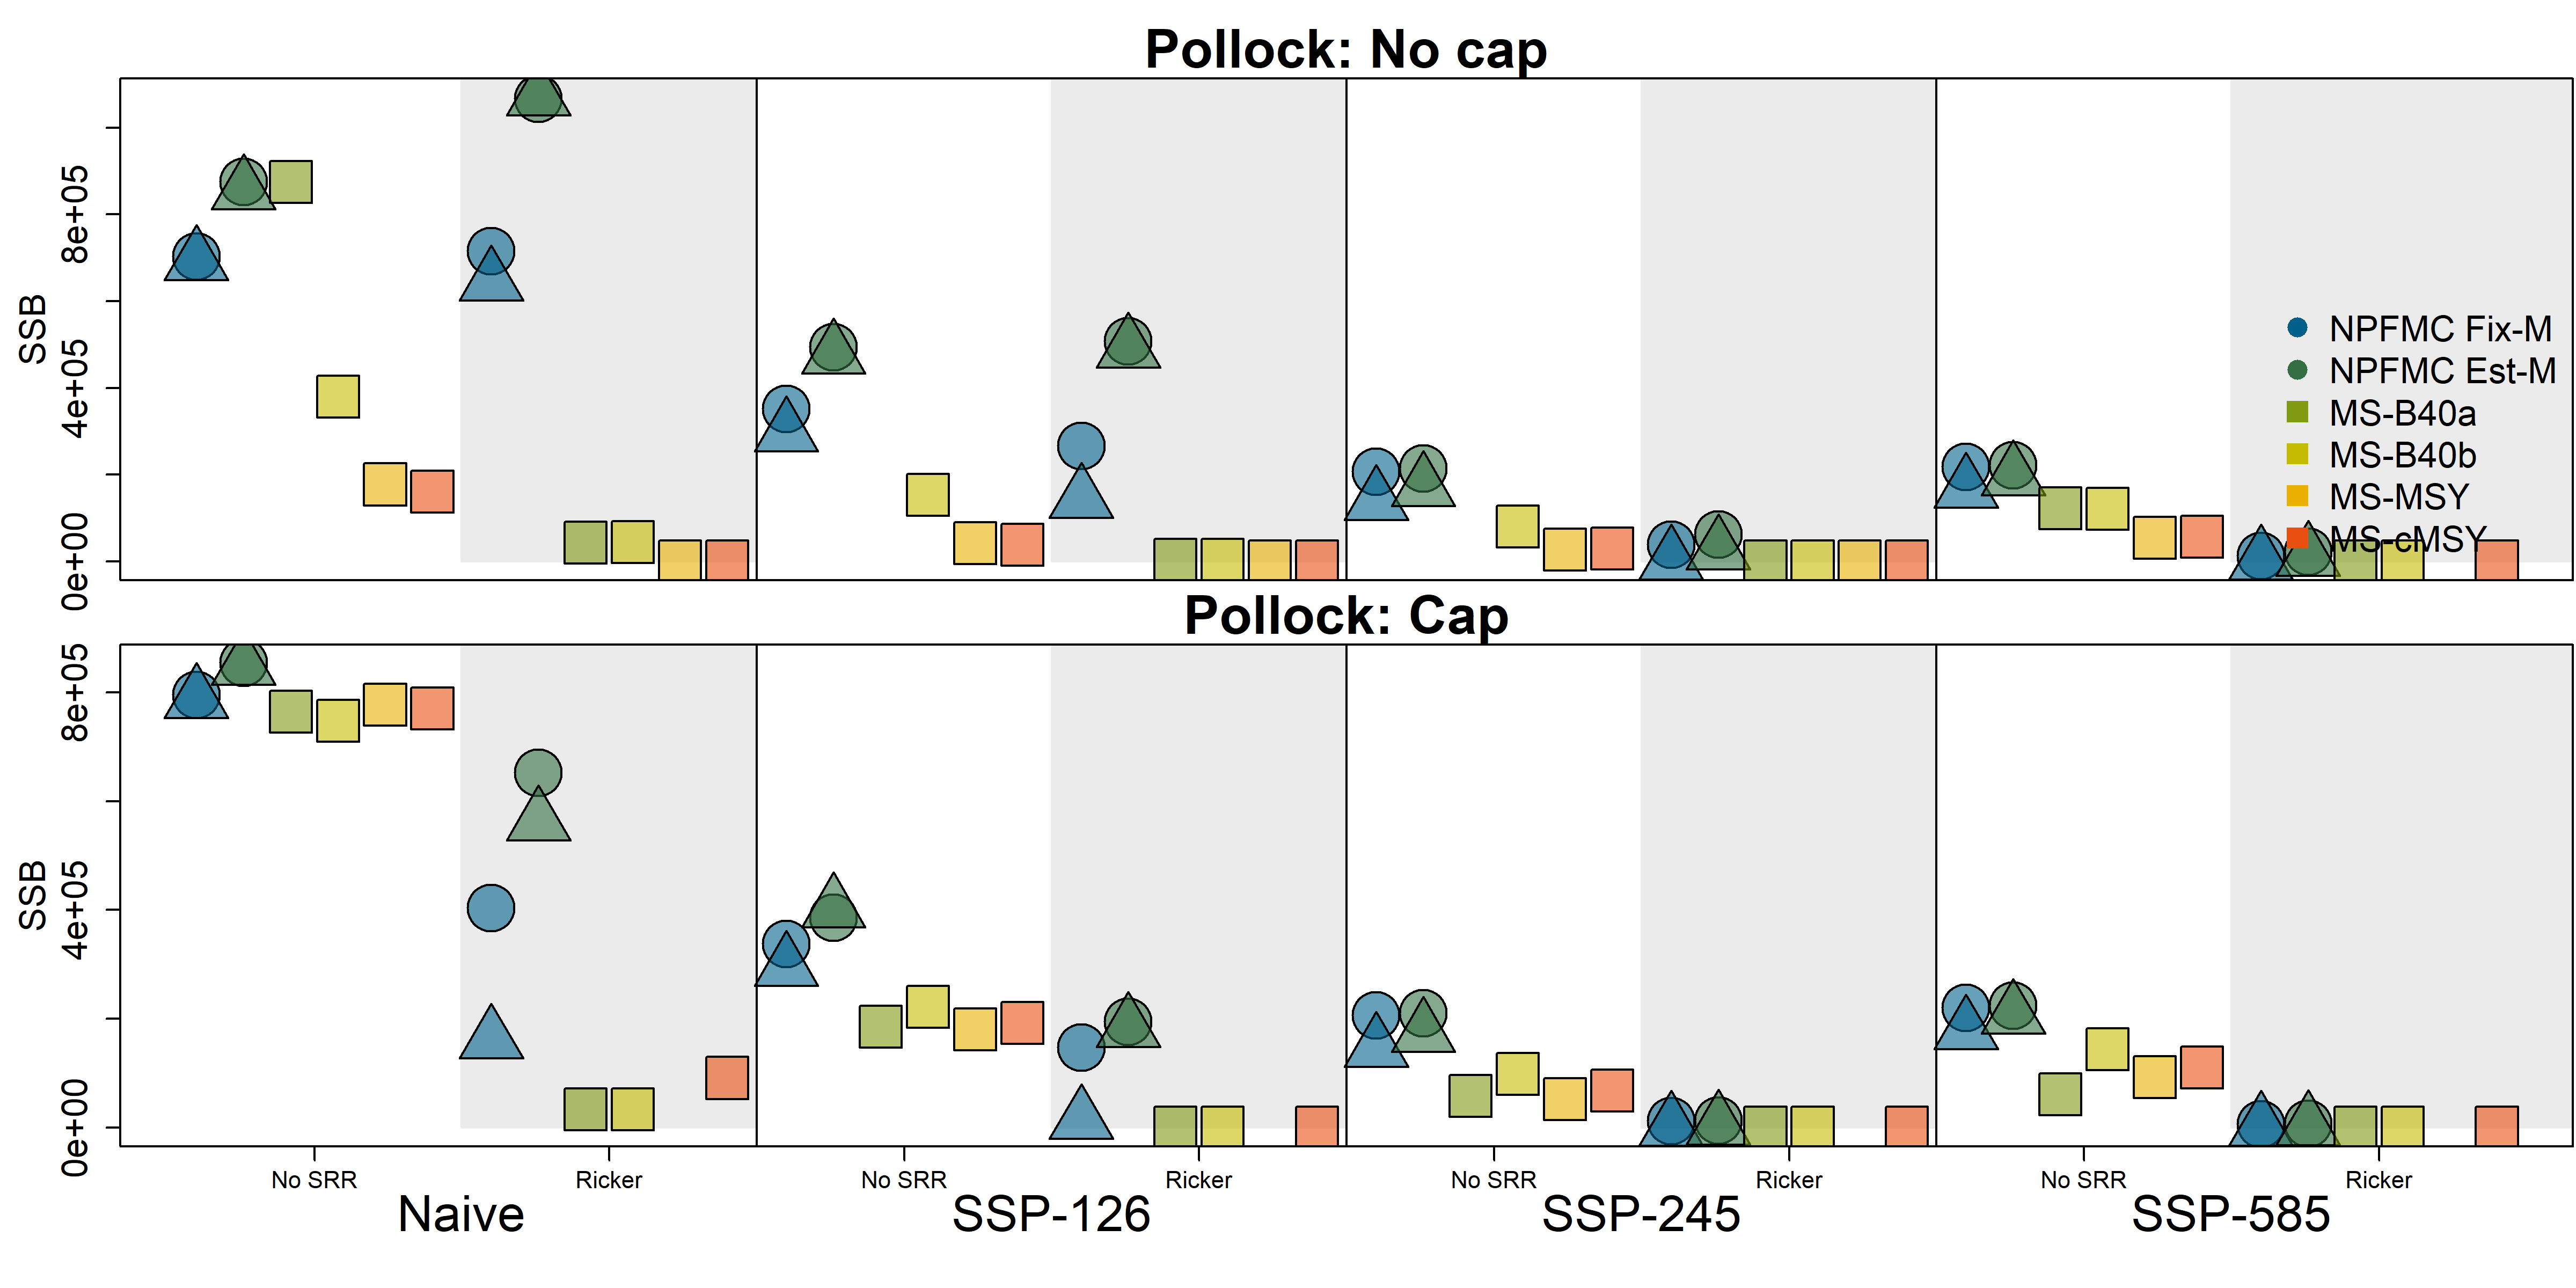 Pollock: No cap
SSB
8e+05
4e+05
0e+00
NPFMC Fix-M
NPFMC Est-M
MS-B40a
MS-B40b
MS-MSY
MS-cMSY
Pollock: Cap
SSB
8e+05
4e+05
0e+00
No SRR Ricker No SRR Ricker No SRR Ricker No SRR Ricker
Naive SSP-126 SSP-245 SSP-585